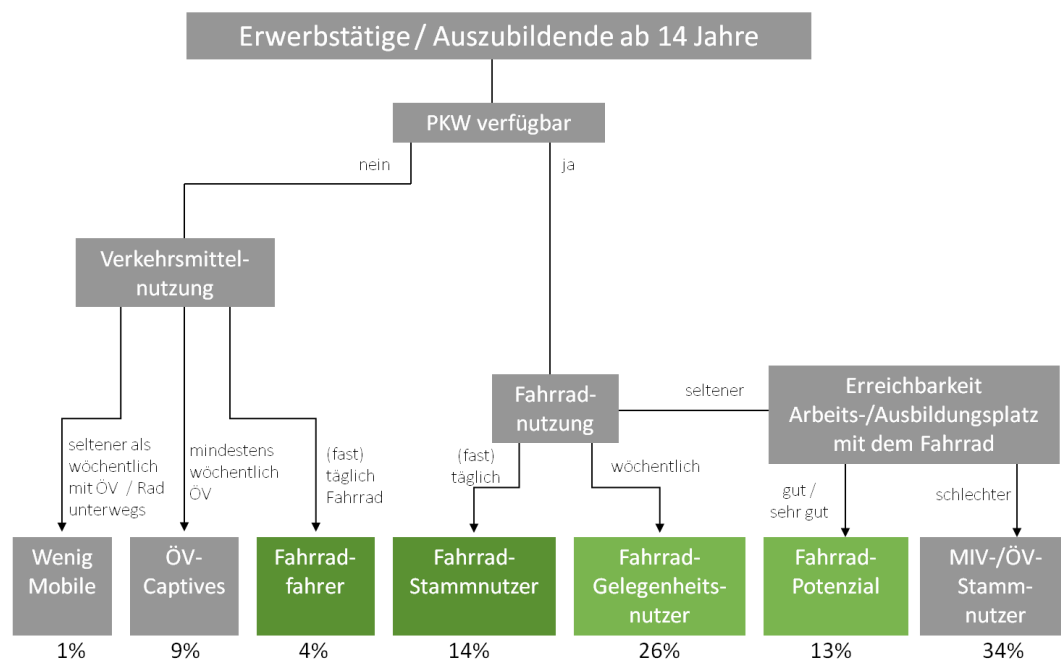 Erwerbstätige / Auszubildende ab 14 Jahre
PKW verfügbar
nein
ja
Verkehrsmittel-
nutzung
Fahrrad-
nutzung
seltener
Erreichbarkeit
Arbeits-/Ausbildungsplatz
mit dem Fahrrad
seltener als
wöchentlich
mit ÖV / Rad
unterwegs
mindestens
wöchentlich
ÖV
(fast)
täglich
Fahrrad
(fast)
täglich
wöchentlich
gut /
sehr gut
schlechter
Wenig
Mobile
ÖV-
Captives
Fahrrad-
fahrer
Fahrrad-
Stammnutzer
Fahrrad-
Gelegenheits-
nutzer
Fahrrad-
Potenzial
MIV-/ÖV-
Stamm-
nutzer
1%
9%
4%
14%
26%
13%
34%